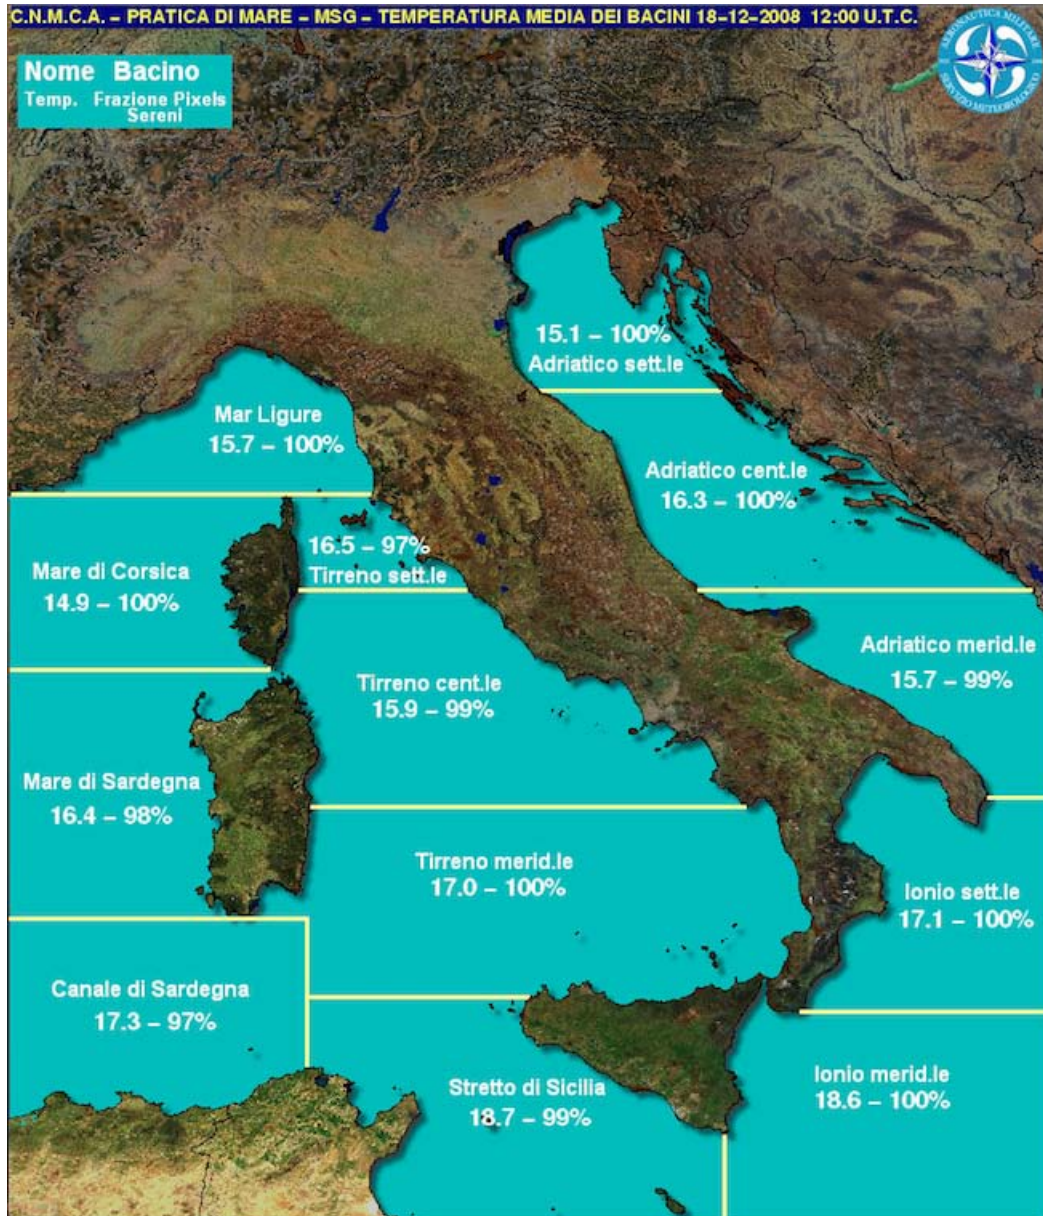 C.N.M.C.A. – PRATICA DI MARE – MSG – TEMPERATURA MEDIA DEI BACINI 18–12–2008 12:00 U.T.C.
AERONAUTICA MILITARE
SERVIZIO METEOROLOGICO
Nome Bacino
Temp. Frazione Pixels
Sereni
15.1 – 100%
Adriatico sett.le
Mar Ligure
15.7 – 100%
Adriatico cent.le
16.3 – 100%
16.5 – 97%
Tirreno sett.le
Mare di Corsica
14.9 – 100%
Adriatico merid.le
15.7 – 99%
Tirreno cent.le
15.9 – 99%
Mare di Sardegna
16.4 – 98%
Tirreno merid.le
17.0 – 100%
Ionio sett.le
17.1 – 100%
Canale di Sardegna
17.3 – 97%
Stretto di Sicilia
18.7 – 99%
Ionio merid.le
18.6 – 100%